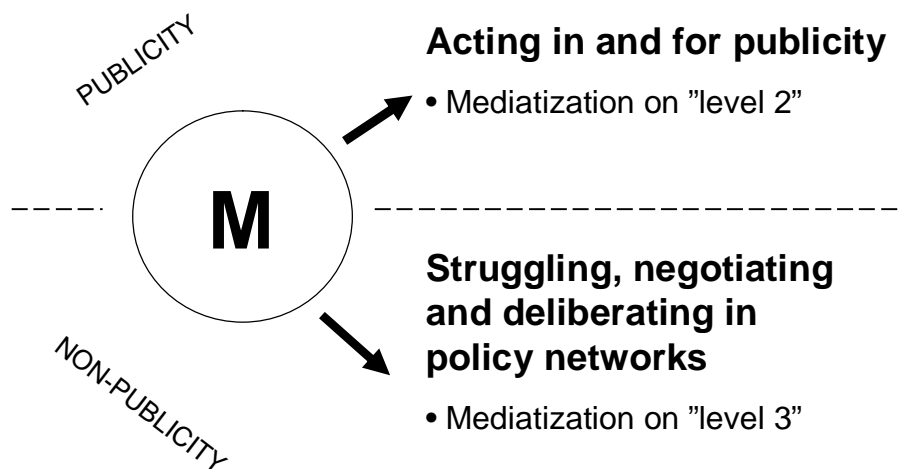 PUBLICITY
Acting in and for publicity
• Mediatization on ”level 2”
M
Struggling, negotiating
and deliberating in
policy networks
• Mediatization on ”level 3”
NON-PUBLICITY